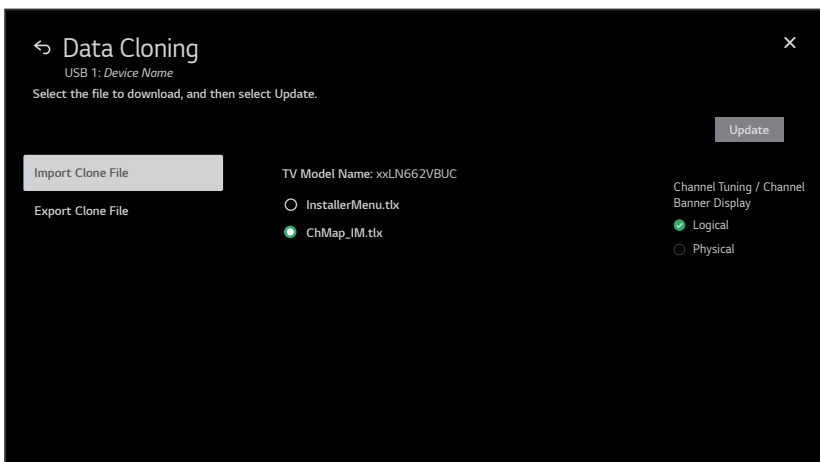 Data Cloning
USB 1: Device Name
Select the file to download, and then select Update.
Update
Import Clone File
Export Clone File
TV Model Name: xxLN662VBUC
InstallerMenu.tlx
ChMap_IM.tlx
Channel Tuning / Channel
Banner Display
Logical
Physical